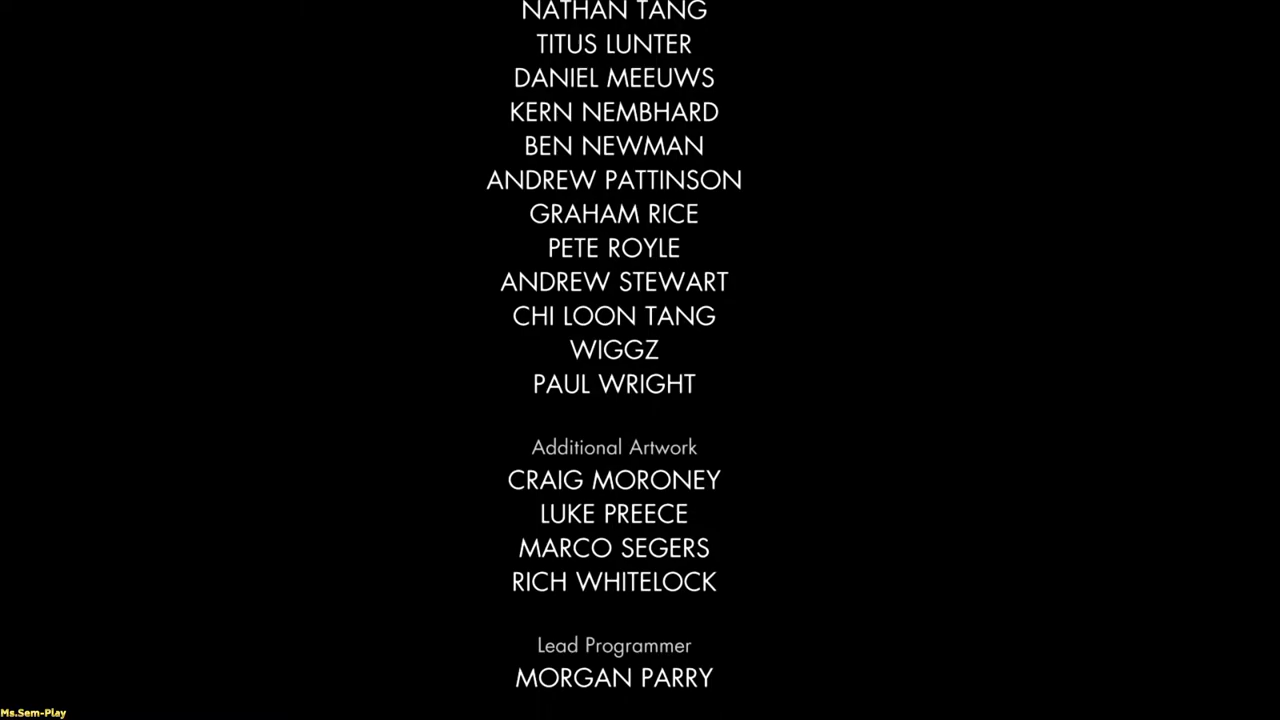 NATHAN TANG
TITUS LUNTER
DANIEL MEEUWS
KERN NEMBHARD
BEN NEWMAN
ANDREW PATTINSON
GRAHAM RICE
PETE ROYLE
ANDREW STEWART
CHI LOON TANG
WIGGZ
PAUL WRIGHT
Additional Artwork
CRAIG MORONEY
LUKE PREECE
MARCO SEGERS
RICH WHITELOCK
Lead Programmer
MORGAN PARRY
Ms.Sem-Play